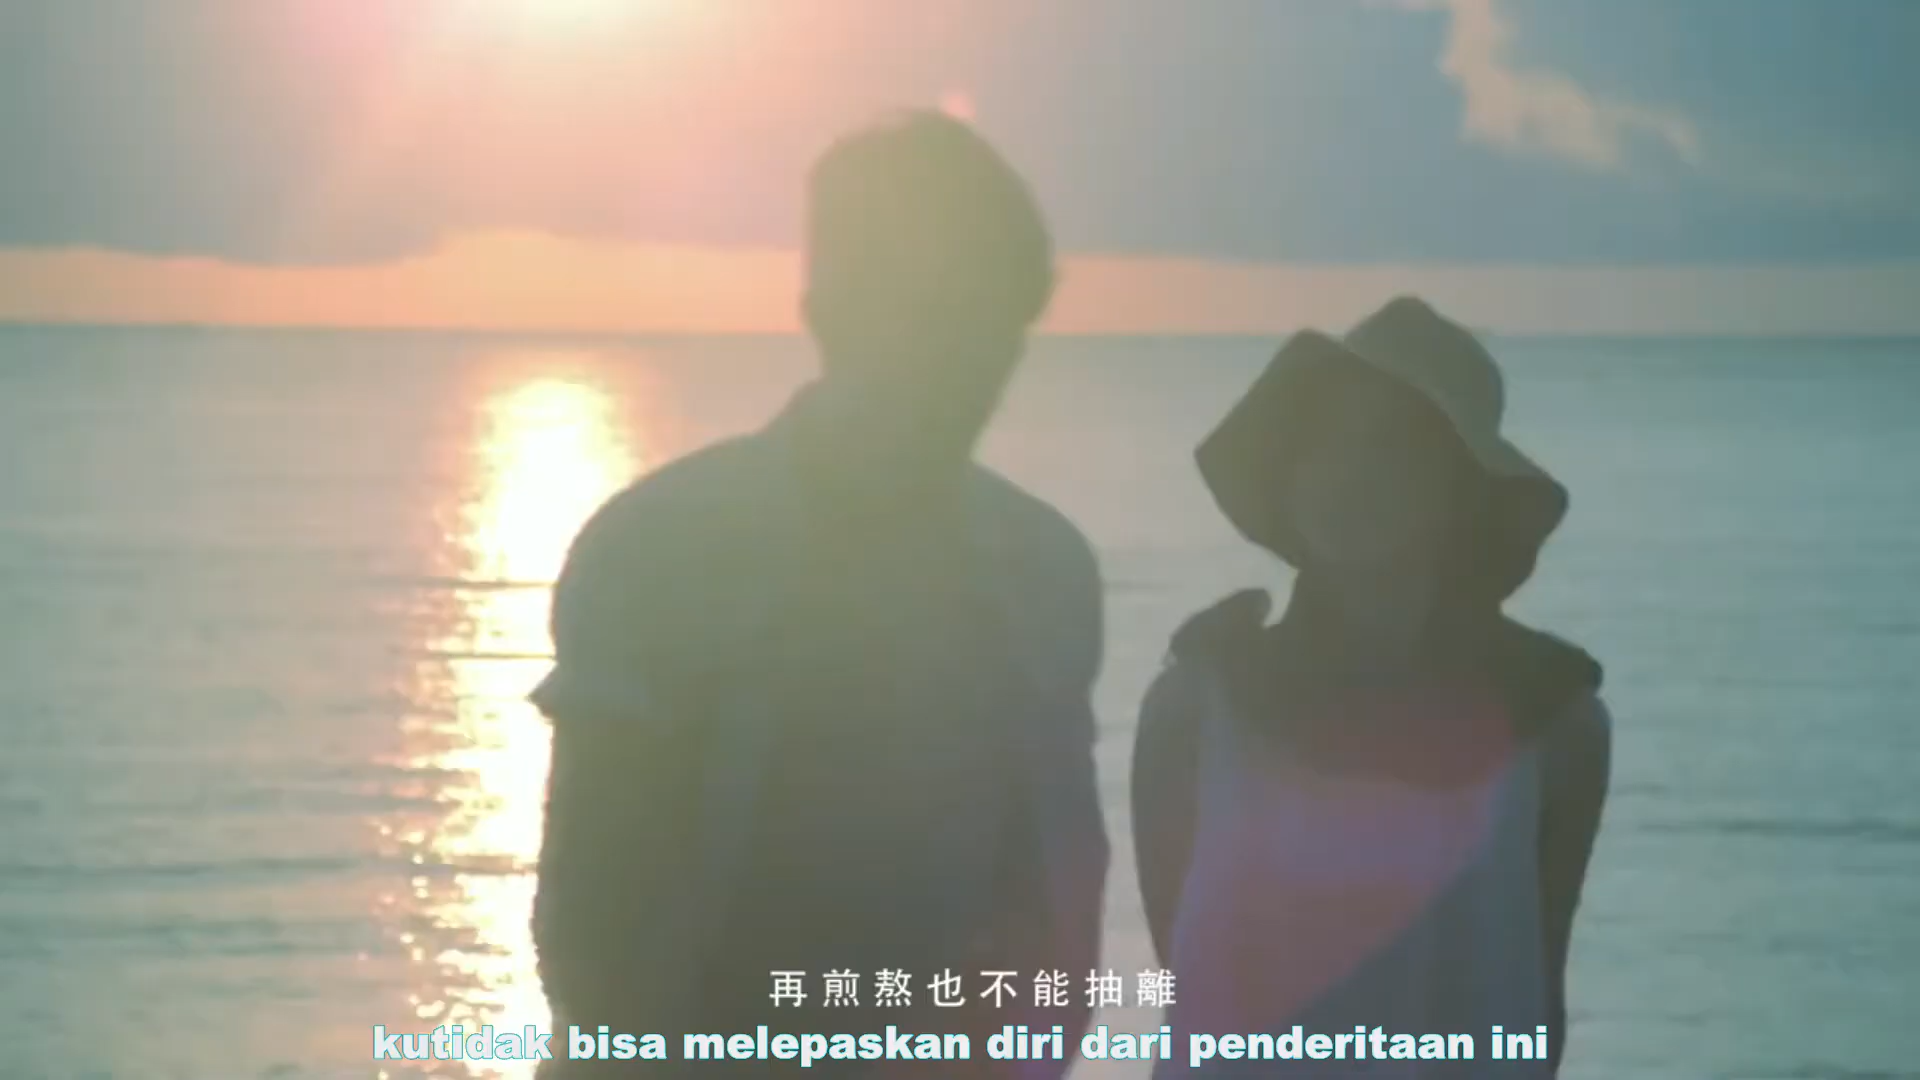 再煎熬也不能抽離
kutidak bisa melepaskan diri dari penderitaan ini